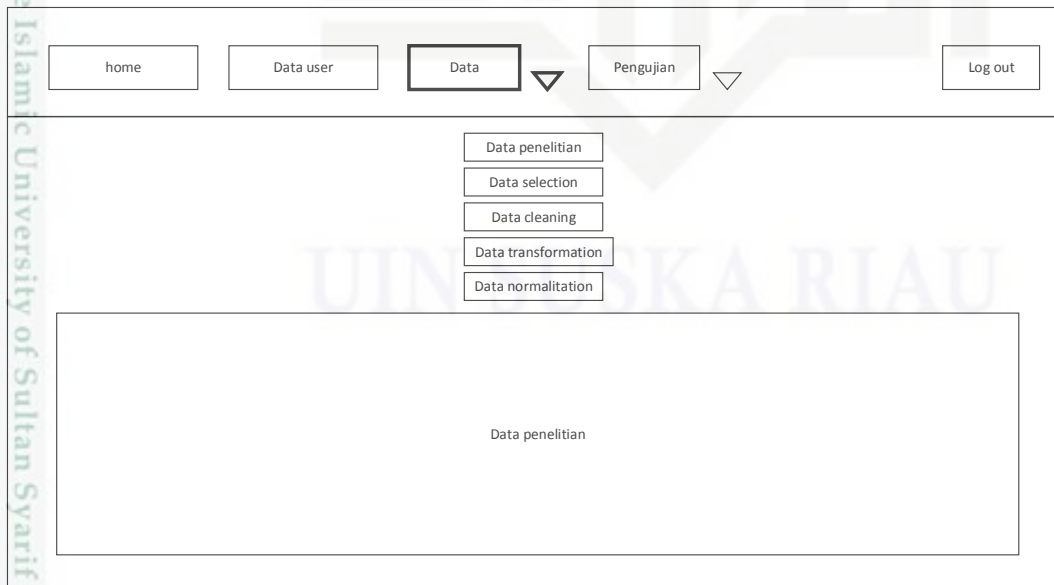 home
Data user
Data
Pengujian
Log out
Data penelitian
Data selection
Data cleaning
Data transformation
Data normalitation
Data penelitian
UIN SUSKA RIAU
e Islamic University of Sultan Syarif